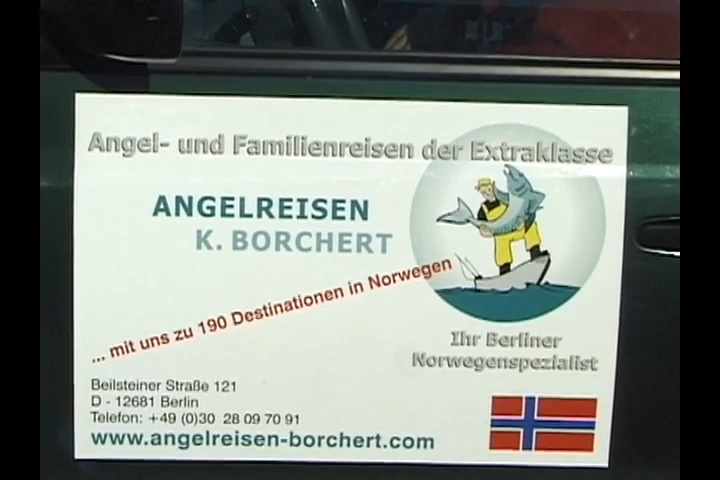 Angel- und Familienreisen der Extraklasse
ANGELREISEN
K. BORCHERT
... mit uns zu 190 Destinationen in Norwegen
Ihr Berliner
Norwegenspezialist
Beilsteiner Straße 121
D - 12681 Berlin
Telefon: +49 (0)30 28 09 70 91
www.angelreisen-borchert.com